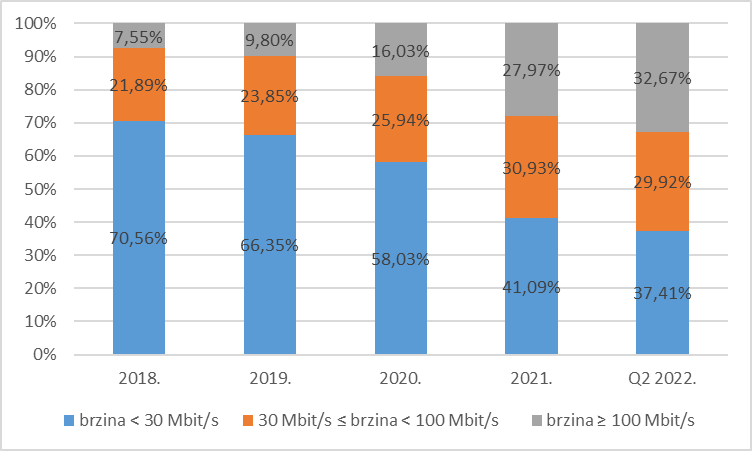 100%
90%
80%
70%
60%
50%
40%
30%
20%
10%
0%
7,55% 9,80% 16,03% 27,97% 32,67%
21,89% 23,85% 25,94% 30,93% 29,92%
70,56% 66,35% 58,03% 41,09% 37,41%
2018. 2019. 2020. 2021. Q2 2022.
brzina < 30 Mbit/s 30 Mbit/s ≤ brzina < 100 Mbit/s brzina ≥ 100 Mbit/s